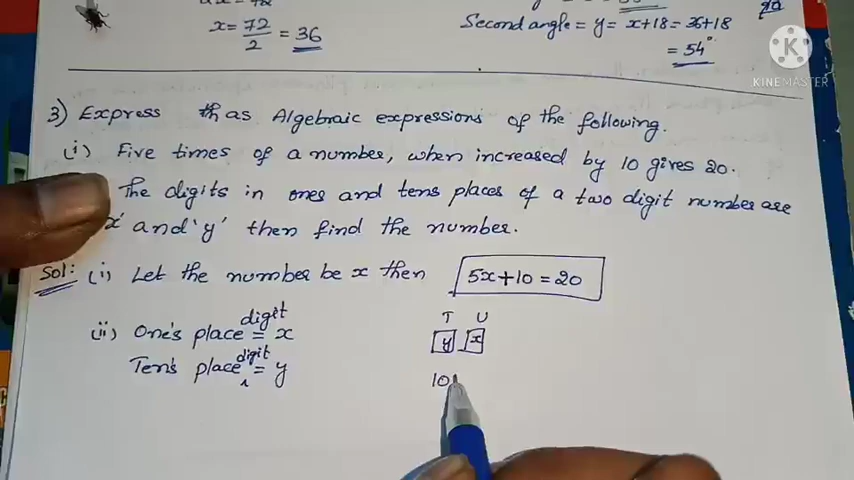 x = 72/2 = 36
Second angle = y = x+18 = 36+18
= 54°
KINEMASTER
3) Express th as Algebraic expressions of the following.
(i) Five times of a number, when increased by 10 gives 20.
The digits in ones and tens places of a two digit number are
'x' and 'y' then find the number.
Sol: (i) Let the number be x then 5x+10=20
(ii) One's place digit = x
T U
y x
Ten's place digit = y
10